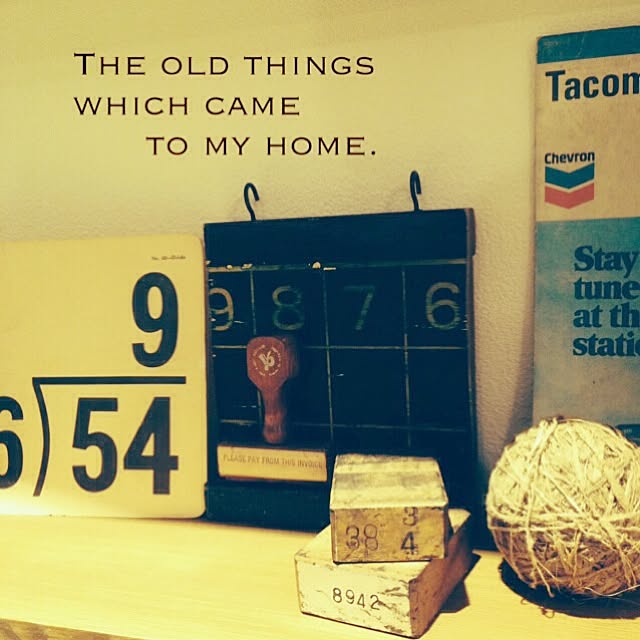 THE OLD THINGS
WHICH CAME
TO MY HOME.
9
6)54
9 8 7 6
PLEASE PAY FROM THIS INVOICE
38 3
4
8942
Tacom
Chevron
Stay
tune
at th
static